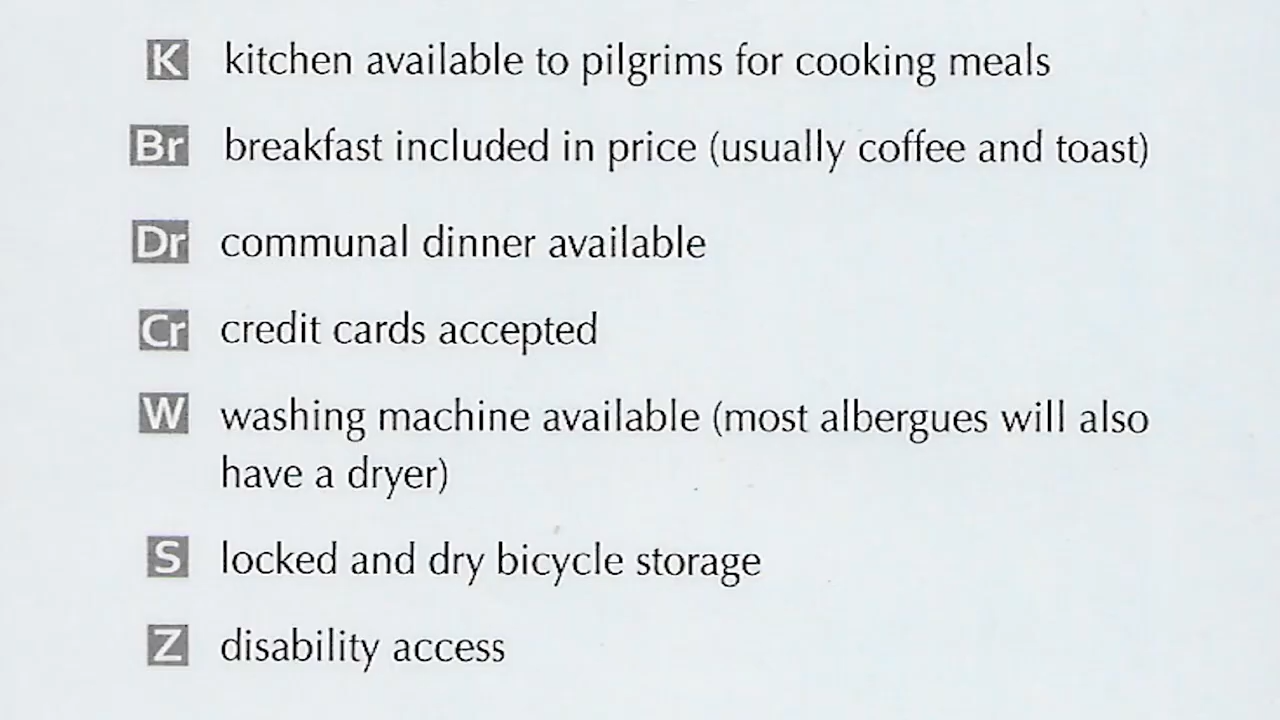 K kitchen available to pilgrims for cooking meals
Br breakfast included in price (usually coffee and toast)
Dr communal dinner available
Cr credit cards accepted
W washing machine available (most albergues will also
have a dryer)
S locked and dry bicycle storage
Z disability access